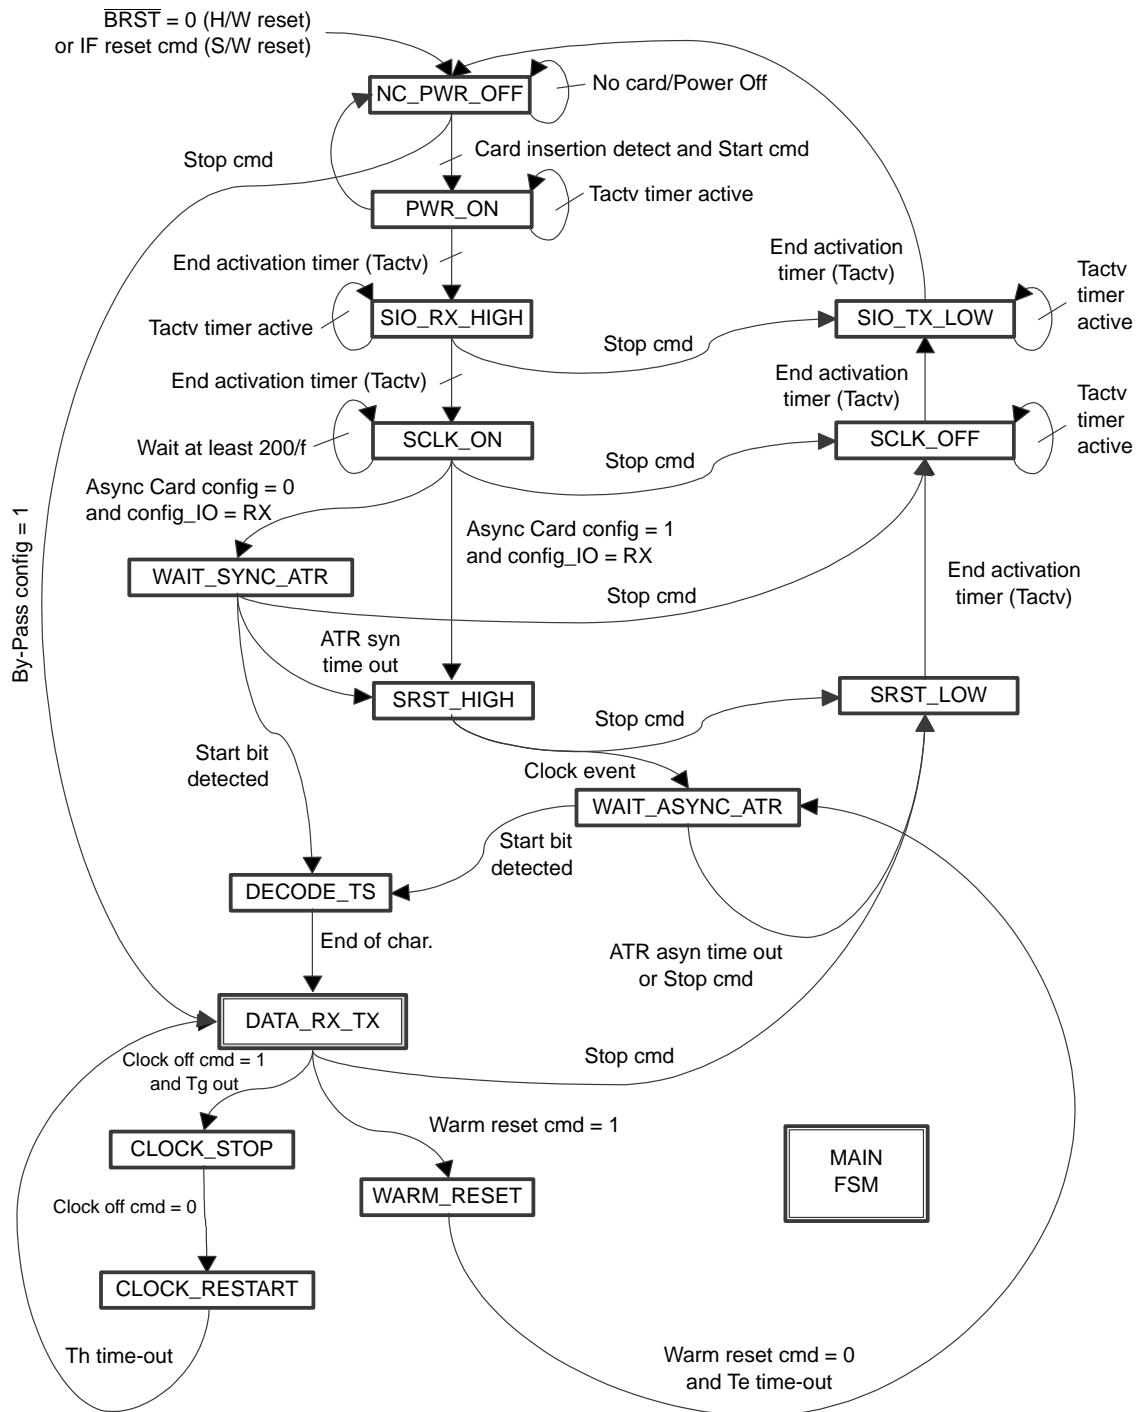 BRST = 0 (H/W reset)
or IF reset cmd (S/W reset)
NC_PWR_OFF
No card/Power Off
Stop cmd
Card insertion detect and Start cmd
PWR_ON
Tactv timer active
End activation timer (Tactv)
SIO_RX_HIGH
Tactv timer active
Stop cmd
End activation
timer (Tactv)
SIO_TX_LOW
Tactv
timer
active
End activation timer (Tactv)
SCLK_ON
Wait at least 200/f
Stop cmd
End activation
timer (Tactv)
SCLK_OFF
Tactv
timer
active
Async Card config = 0
and config_IO = RX
Async Card config = 1
and config_IO = RX
By-Pass config = 1
WAIT_SYNC_ATR
Stop cmd
End activation
timer (Tactv)
ATR syn
time out
SRST_HIGH
Stop cmd
SRST_LOW
Start bit
detected
Clock event
WAIT_ASYNC_ATR
Start bit
detected
DECODE_TS
End of char.
ATR asyn time out
or Stop cmd
DATA_RX_TX
Stop cmd
Clock off cmd = 1
and Tg out
CLOCK_STOP
Warm reset cmd = 1
MAIN
FSM
WARM_RESET
Clock off cmd = 0
CLOCK_RESTART
Th time-out
Warm reset cmd = 0
and Te time-out